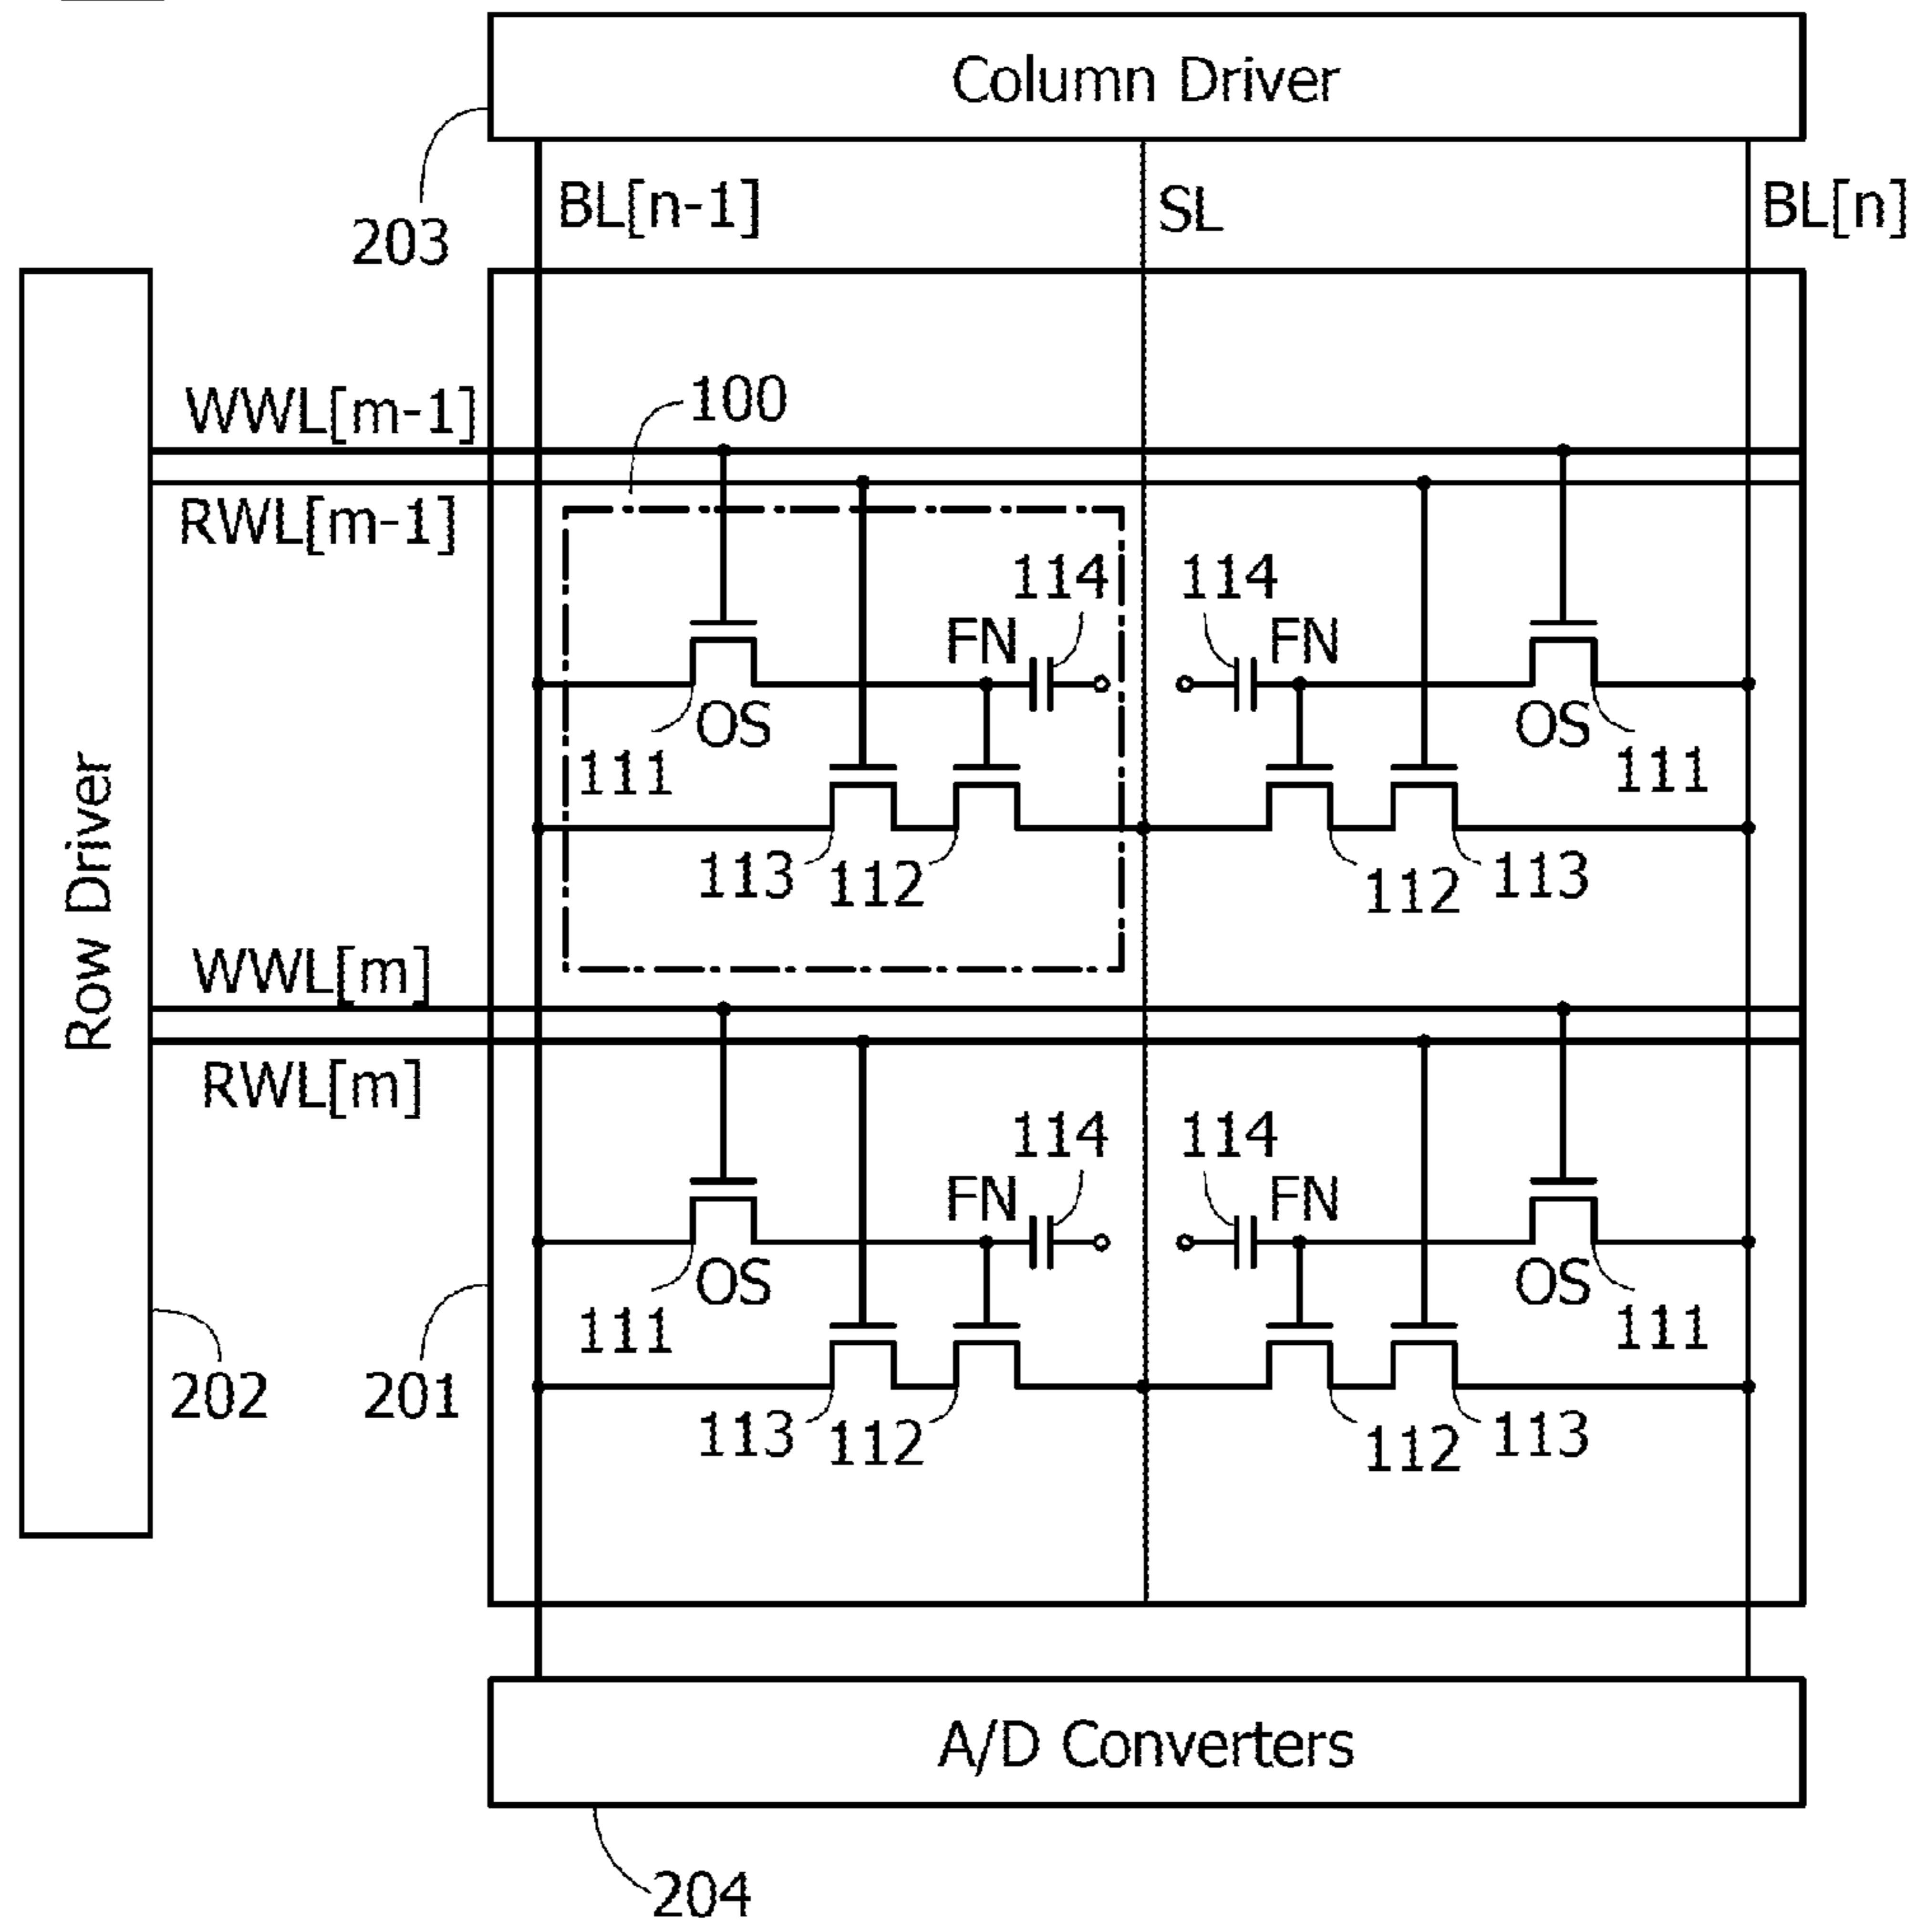 Column Driver
203
BL[n-1]
SL
BL[n]
WWL[m-1]
100
RWL[m-1]
114
114
FN
FN
OS
OS
111
111
113
112
112
113
Row Driver
WWL[m]
RWL[m]
114
114
FN
FN
OS
OS
111
111
202
201
113
112
112
113
A/D Converters
204